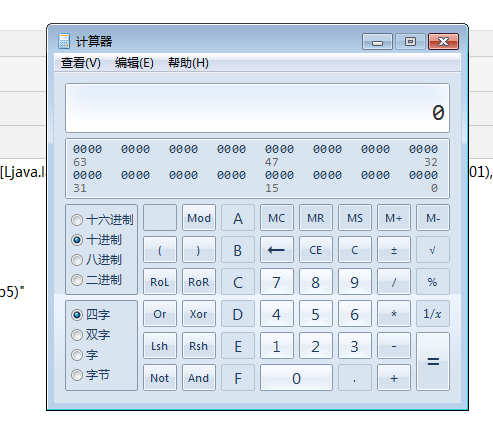 计算器
查看(V) 编辑(E) 帮助(H)
0
0000 0000 0000 0000 0000 0000 0000 0000
63 47 32
0000 0000 0000 0000 0000 0000 0000 0000
31 15 0
[Ljava.l 01),
十六进制 Mod A MC MR MS M+ M-
十进制 ( ) B ← CE C ± √
八进制
二进制 RoL RoR C 7 8 9 / %
p5)"
四字 Or Xor D 4 5 6 * 1/x
双字
字 Lsh Rsh E 1 2 3 - =
字节 Not And F 0 . +